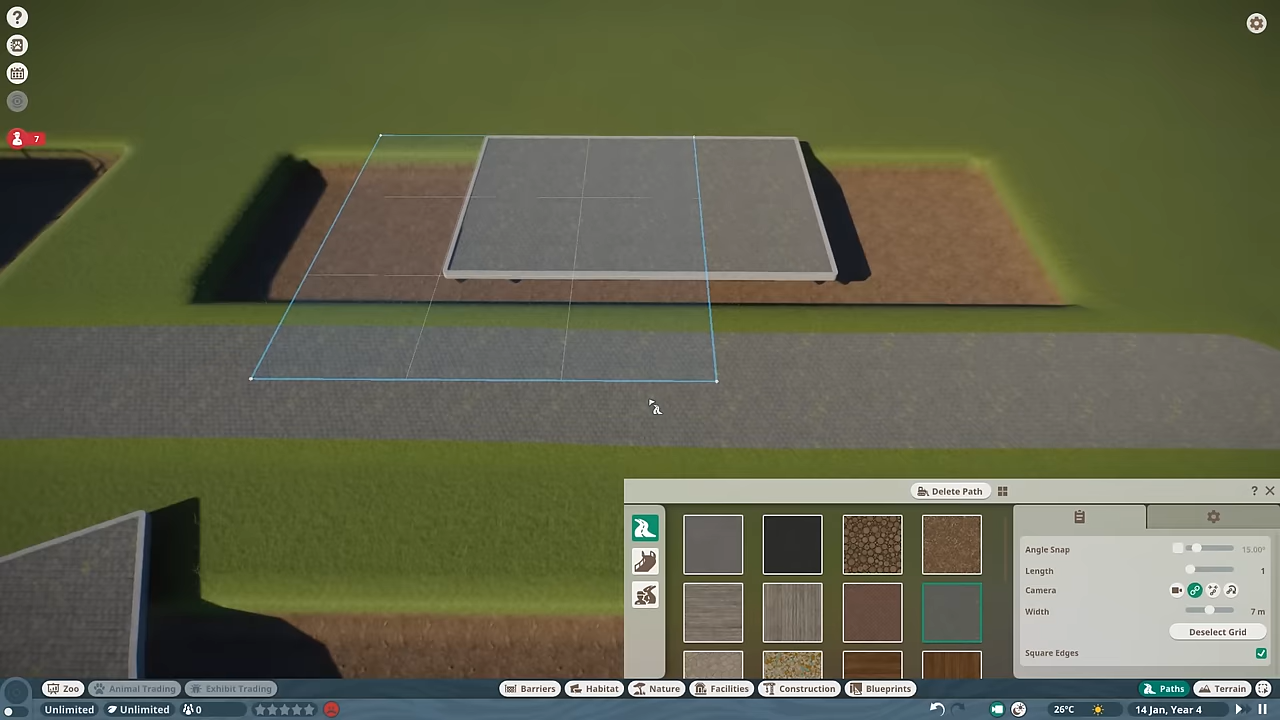 ?
7
Delete Path
?
Angle Snap 15.00°
Length 1
Camera
Width 7 m
Deselect Grid
Square Edges
Zoo Animal Trading Exhibit Trading Barriers Habitat Nature Facilities Construction Blueprints Paths Terrain
Unlimited Unlimited 0 26°C 14 Jan, Year 4